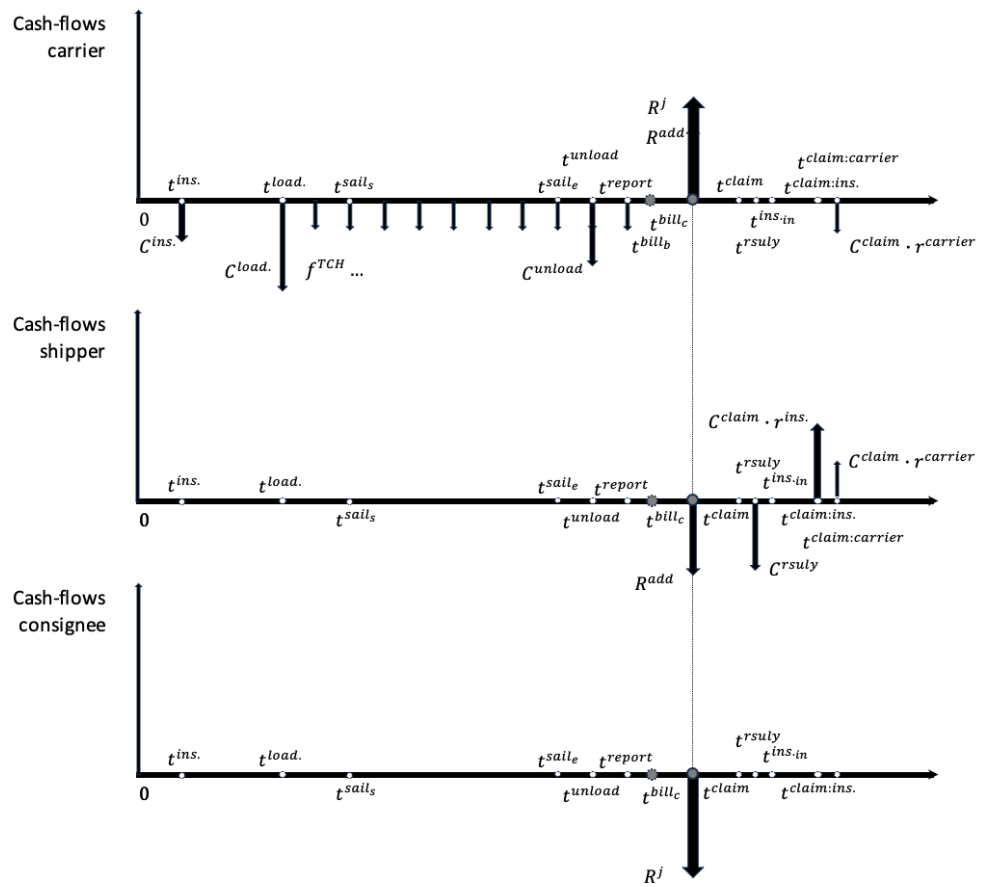 Cash-flows
carrier
R^j
R^add
t^unload
t^claim:carrier
t^ins. t^load. t^sail_s t^sail_e t^report t^claim t^claim:ins.
0 t^bill_c t^ins.in
C^ins. t^bill_b t^rsuly C^claim · r^carrier
C^load. f^TCH ... C^unload
Cash-flows
shipper
C^claim · r^ins.
t^rsuly C^claim · r^carrier
t^ins. t^load. t^sail_e t^report t^ins.in
0 t^sail_s t^unload t^bill_c t^claim t^claim:ins.
t^claim:carrier
R^add C^rsuly
Cash-flows
consignee
t^rsuly
t^ins. t^load. t^sail_e t^report t^ins.in
0 t^sail_s t^unload t^bill_c t^claim t^claim:ins.
R^j